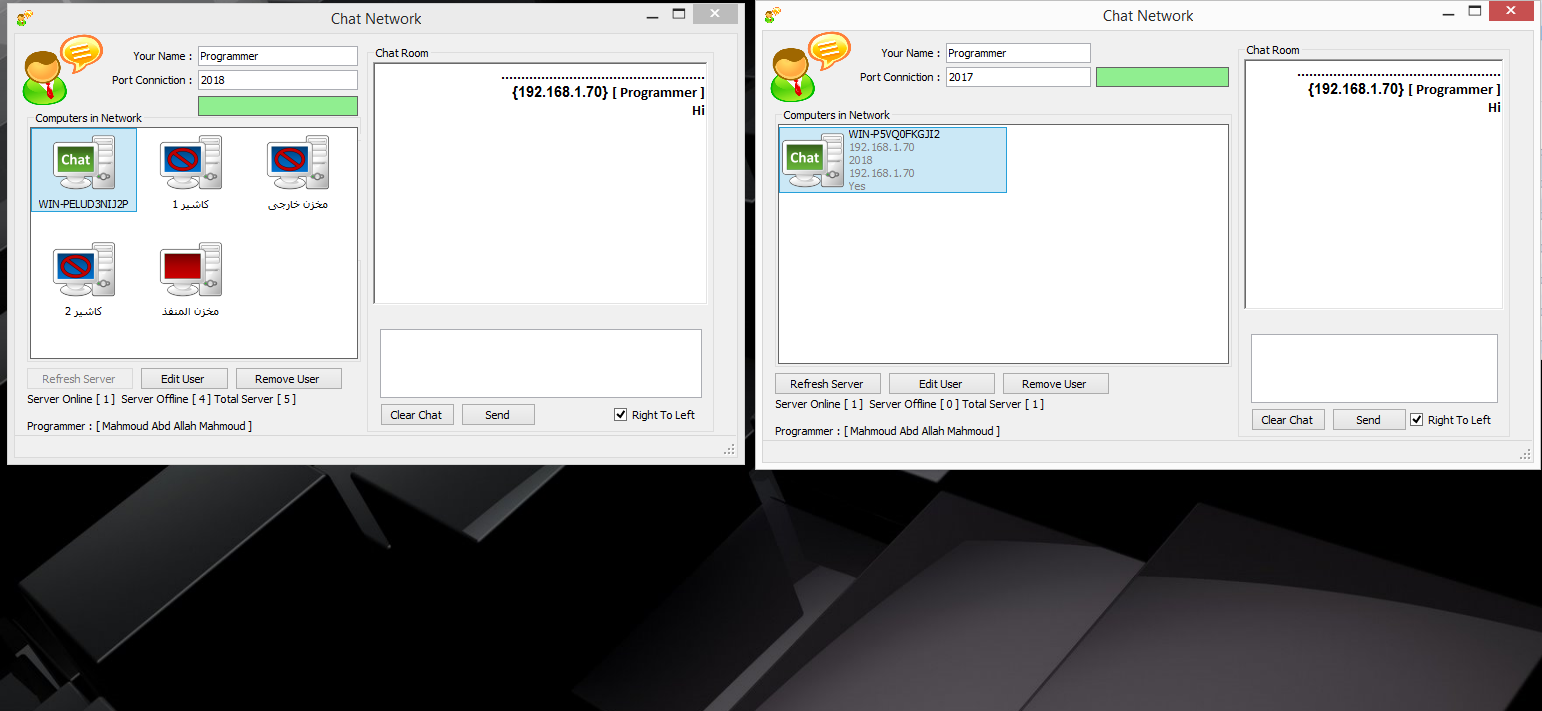 Chat Network
Your Name : Programmer
Port Conniction : 2018
Computers in Network
WIN-PELUD3NIJ2P
كاشير 1
مخزن خارجى
كاشير 2
مخزن المنفذ
Refresh Server
Edit User
Remove User
Server Online [ 1 ] Server Offline [ 4 ] Total Server [ 5 ]
Programmer : [ Mahmoud Abd Allah Mahmoud ]
Chat Room
......................................................
{192.168.1.70} [ Programmer ]
Hi
Clear Chat
Send
Right To Left
Chat Network
Your Name : Programmer
Port Conniction : 2017
Computers in Network
WIN-P5VQ0FKGJI2
192.168.1.70
2018
192.168.1.70
Yes
Refresh Server
Edit User
Remove User
Server Online [ 1 ] Server Offline [ 0 ] Total Server [ 1 ]
Programmer : [ Mahmoud Abd Allah Mahmoud ]
Chat Room
......................................................
{192.168.1.70} [ Programmer ]
Hi
Clear Chat
Send
Right To Left